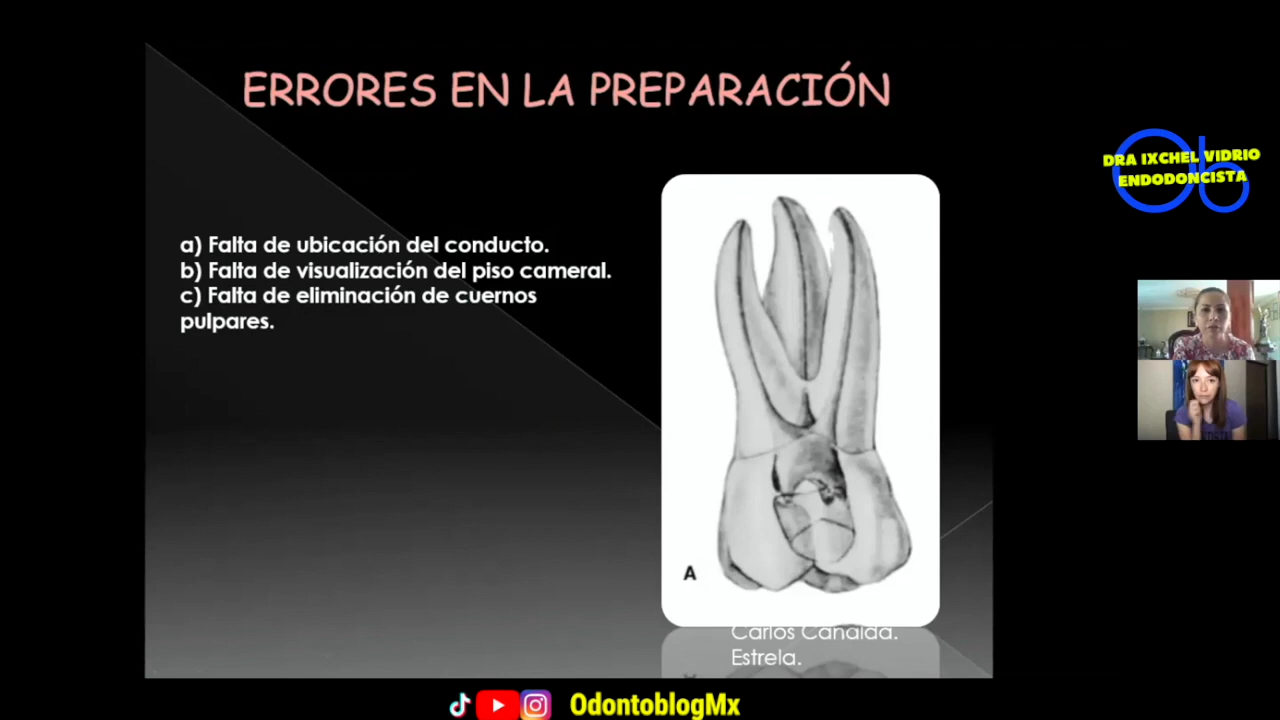 ERRORES EN LA PREPARACIÓN
DRA IXCHEL VIDRIO
ENDODONCISTA
a) Falta de ubicación del conducto.
b) Falta de visualización del piso cameral.
c) Falta de eliminación de cuernos
pulpares.
A
Carlos Canalda.
Estrela.
OdontoblogMx